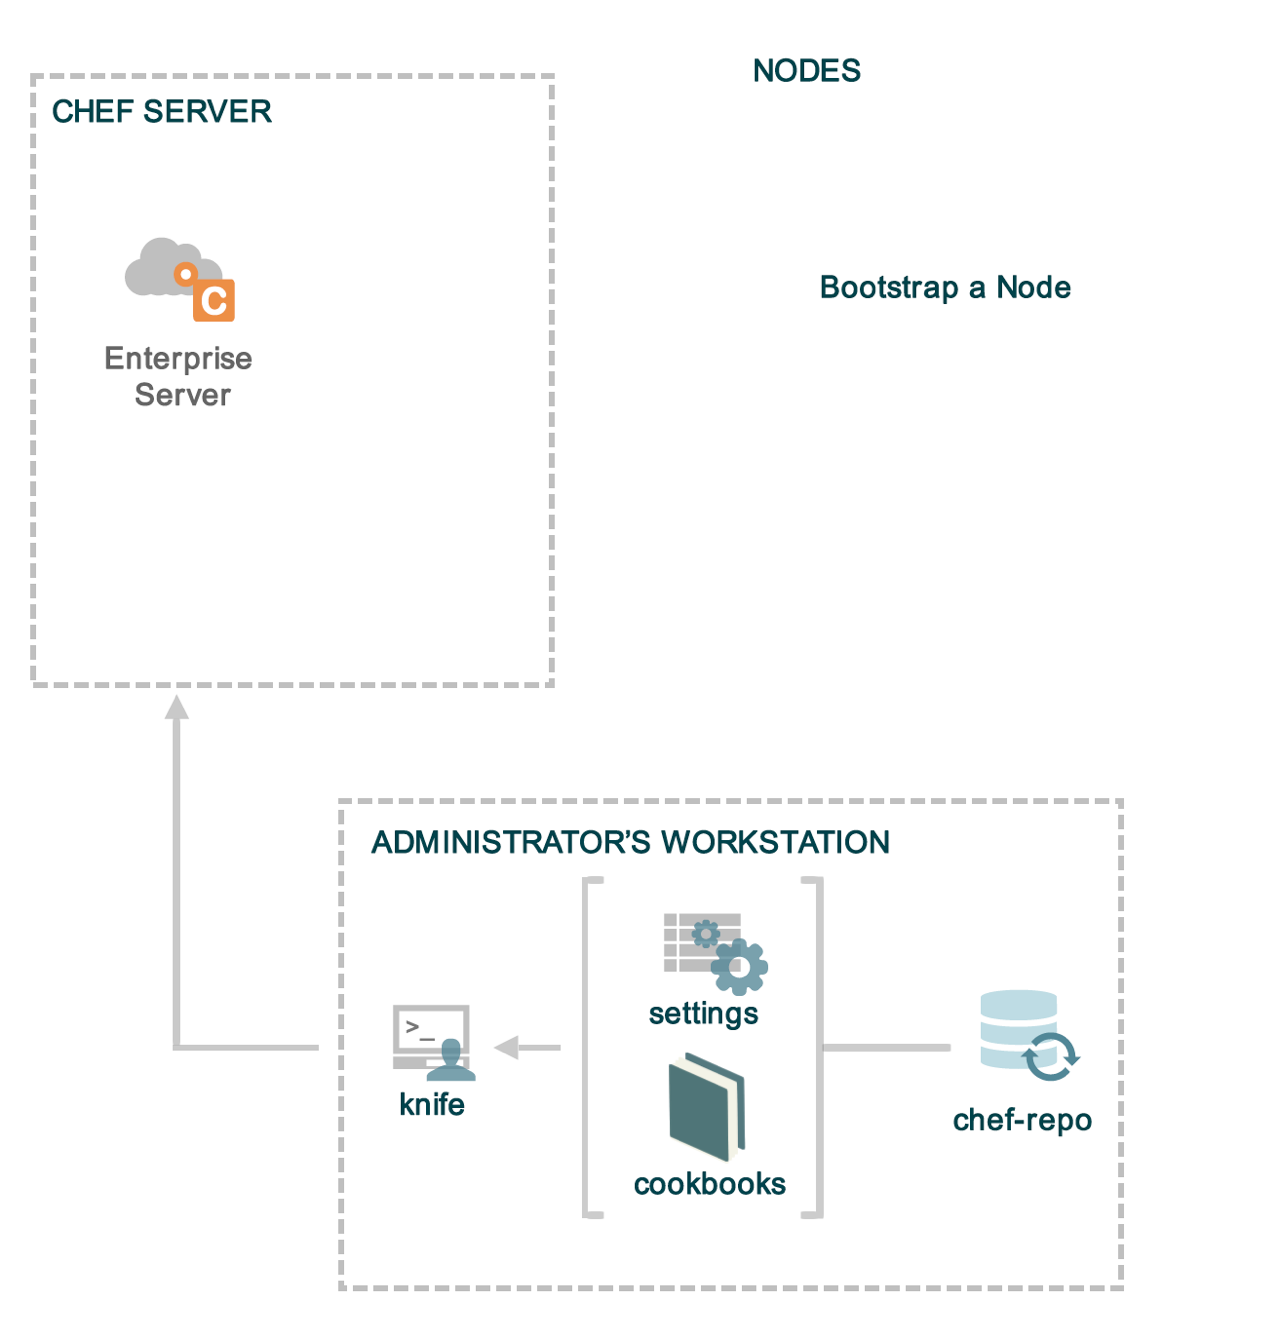 NODES
CHEF SERVER
Bootstrap a Node
C
Enterprise
Server
ADMINISTRATOR’S WORKSTATION
settings
>_
knife
cookbooks
chef-repo